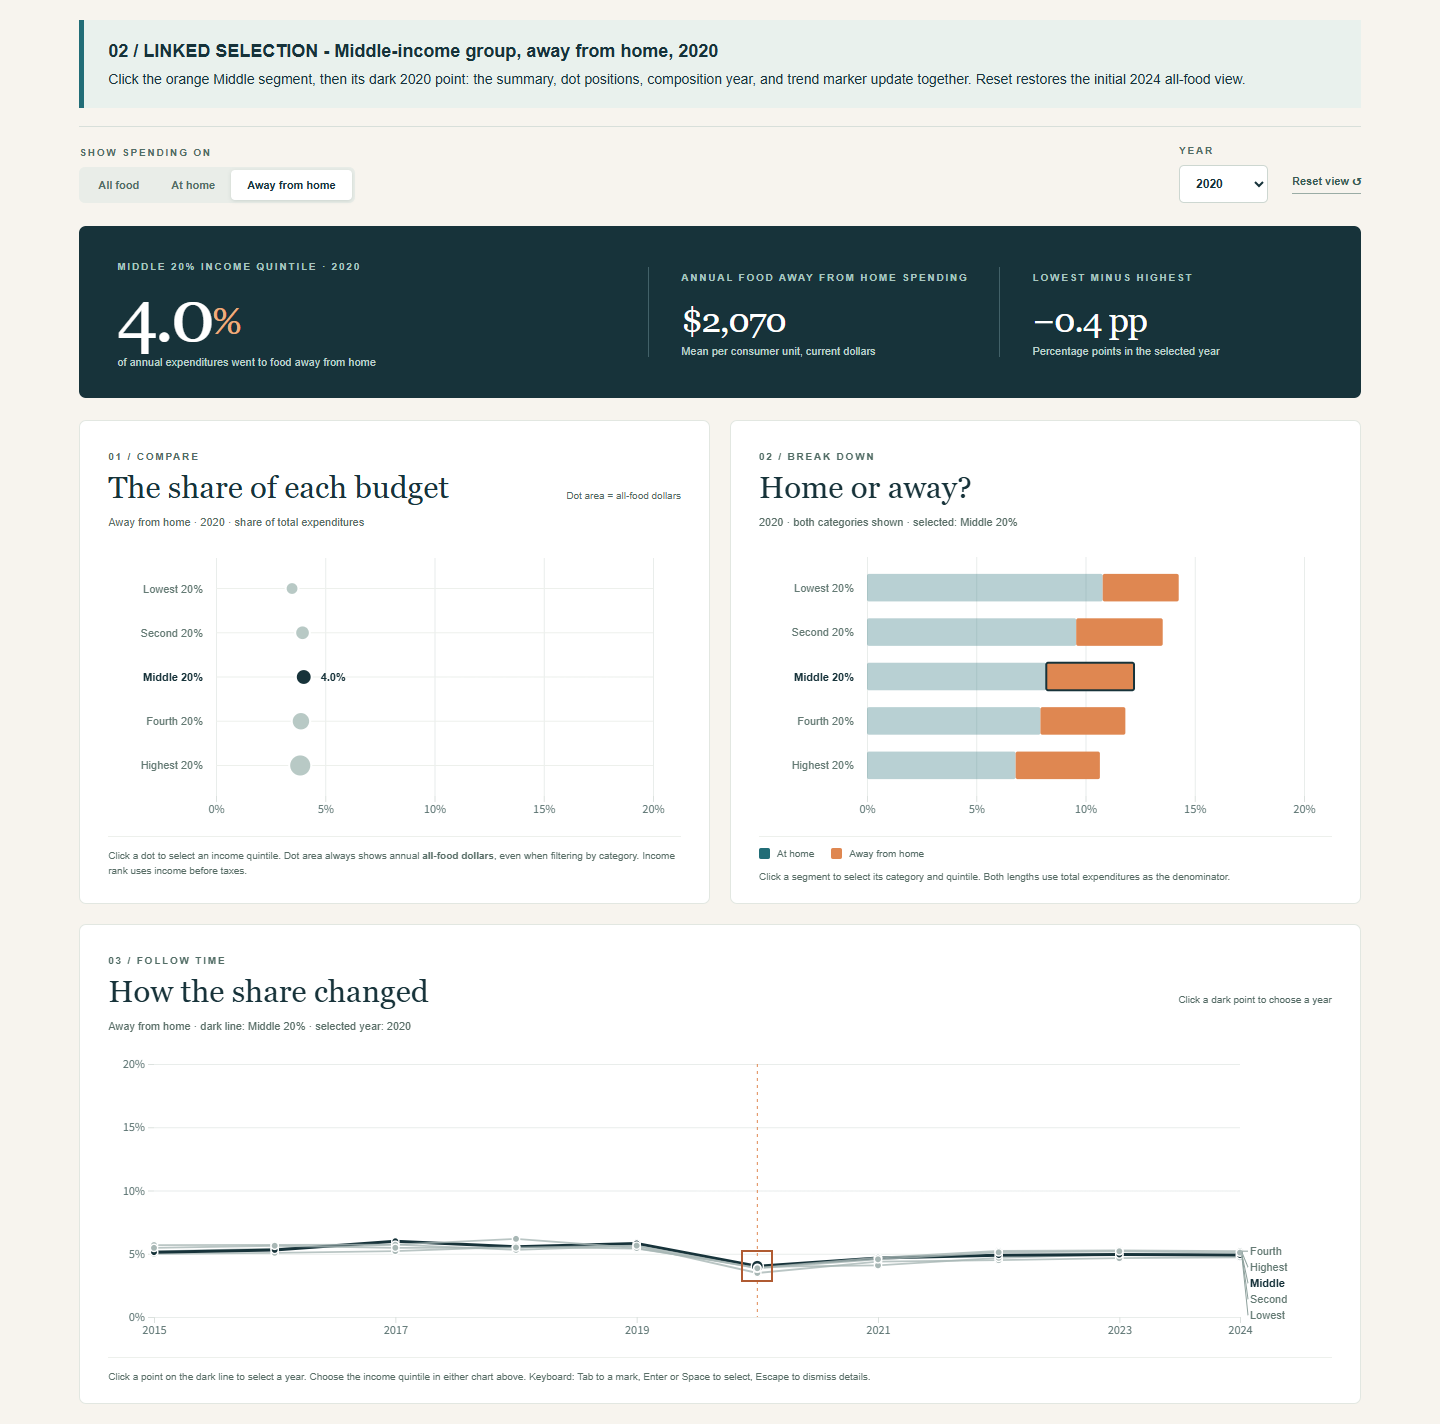 02 / LINKED SELECTION - Middle-income group, away from home, 2020
Click the orange Middle segment, then its dark 2020 point: the summary, dot positions, composition year, and trend marker update together. Reset restores the initial 2024 all-food view.
SHOW SPENDING ON
All food
At home
Away from home
YEAR
2020
Reset view ↺
MIDDLE 20% INCOME QUINTILE · 2020
4.0%
of annual expenditures went to food away from home
ANNUAL FOOD AWAY FROM HOME SPENDING
$2,070
Mean per consumer unit, current dollars
LOWEST MINUS HIGHEST
−0.4 pp
Percentage points in the selected year
01 / COMPARE
The share of each budget
Dot area = all-food dollars
Away from home · 2020 · share of total expenditures
Lowest 20%
Second 20%
Middle 20%
4.0%
Fourth 20%
Highest 20%
0%
5%
10%
15%
20%
Click a dot to select an income quintile. Dot area always shows annual all-food dollars, even when filtering by category. Income
rank uses income before taxes.
02 / BREAK DOWN
Home or away?
2020 · both categories shown · selected: Middle 20%
Lowest 20%
Second 20%
Middle 20%
Fourth 20%
Highest 20%
0%
5%
10%
15%
20%
At home
Away from home
Click a segment to select its category and quintile. Both lengths use total expenditures as the denominator.
03 / FOLLOW TIME
How the share changed
Click a dark point to choose a year
Away from home · dark line: Middle 20% · selected year: 2020
20%
15%
10%
5%
0%
Fourth
Highest
Middle
Second
Lowest
2015
2017
2019
2021
2023
2024
Click a point on the dark line to select a year. Choose the income quintile in either chart above. Keyboard: Tab to a mark, Enter or Space to select, Escape to dismiss details.